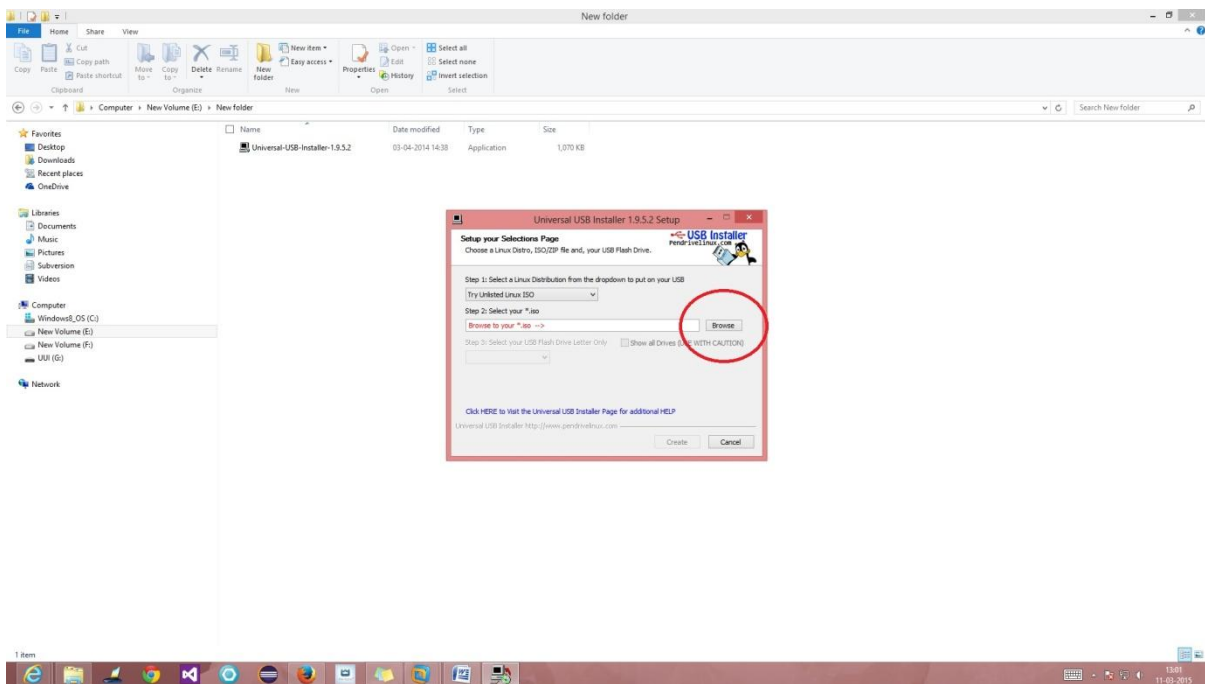 New folder
File Home Share View
Copy Paste Cut
Copy path
Paste shortcut
Move to Copy to Delete Rename
New folder
New item
Easy access
Properties
Open
Edit
History
Select all
Select none
Invert selection
Clipboard Organize New Open Select
Computer New Volume (E:) New folder
Search New folder
Name Date modified Type Size
Universal-USB-Installer-1.9.5.2 03-04-2014 14:38 Application 1,070 KB
Favorites
Desktop
Downloads
Recent places
OneDrive
Libraries
Documents
Music
Pictures
Subversion
Videos
Computer
Windows8_OS (C:)
New Volume (E:)
New Volume (F:)
UUI (G:)
Network
Universal USB Installer 1.9.5.2 Setup
Setup your Selections Page
Choose a Linux Distro, ISO/ZIP file and, your USB Flash Drive.
USB Installer
Pendrivelinux.com
Step 1: Select a Linux Distribution from the dropdown to put on your USB
Try Unlisted Linux ISO
Step 2: Select your *.iso
Browse to your *.iso -->
Browse
Step 3: Select your USB Flash Drive Letter Only Show all Drives (USE WITH CAUTION)
Click HERE to Visit the Universal USB Installer Page for additional HELP
Universal USB Installer http://www.pendrivelinux.com
Create Cancel
1 item
13:01
11-03-2015